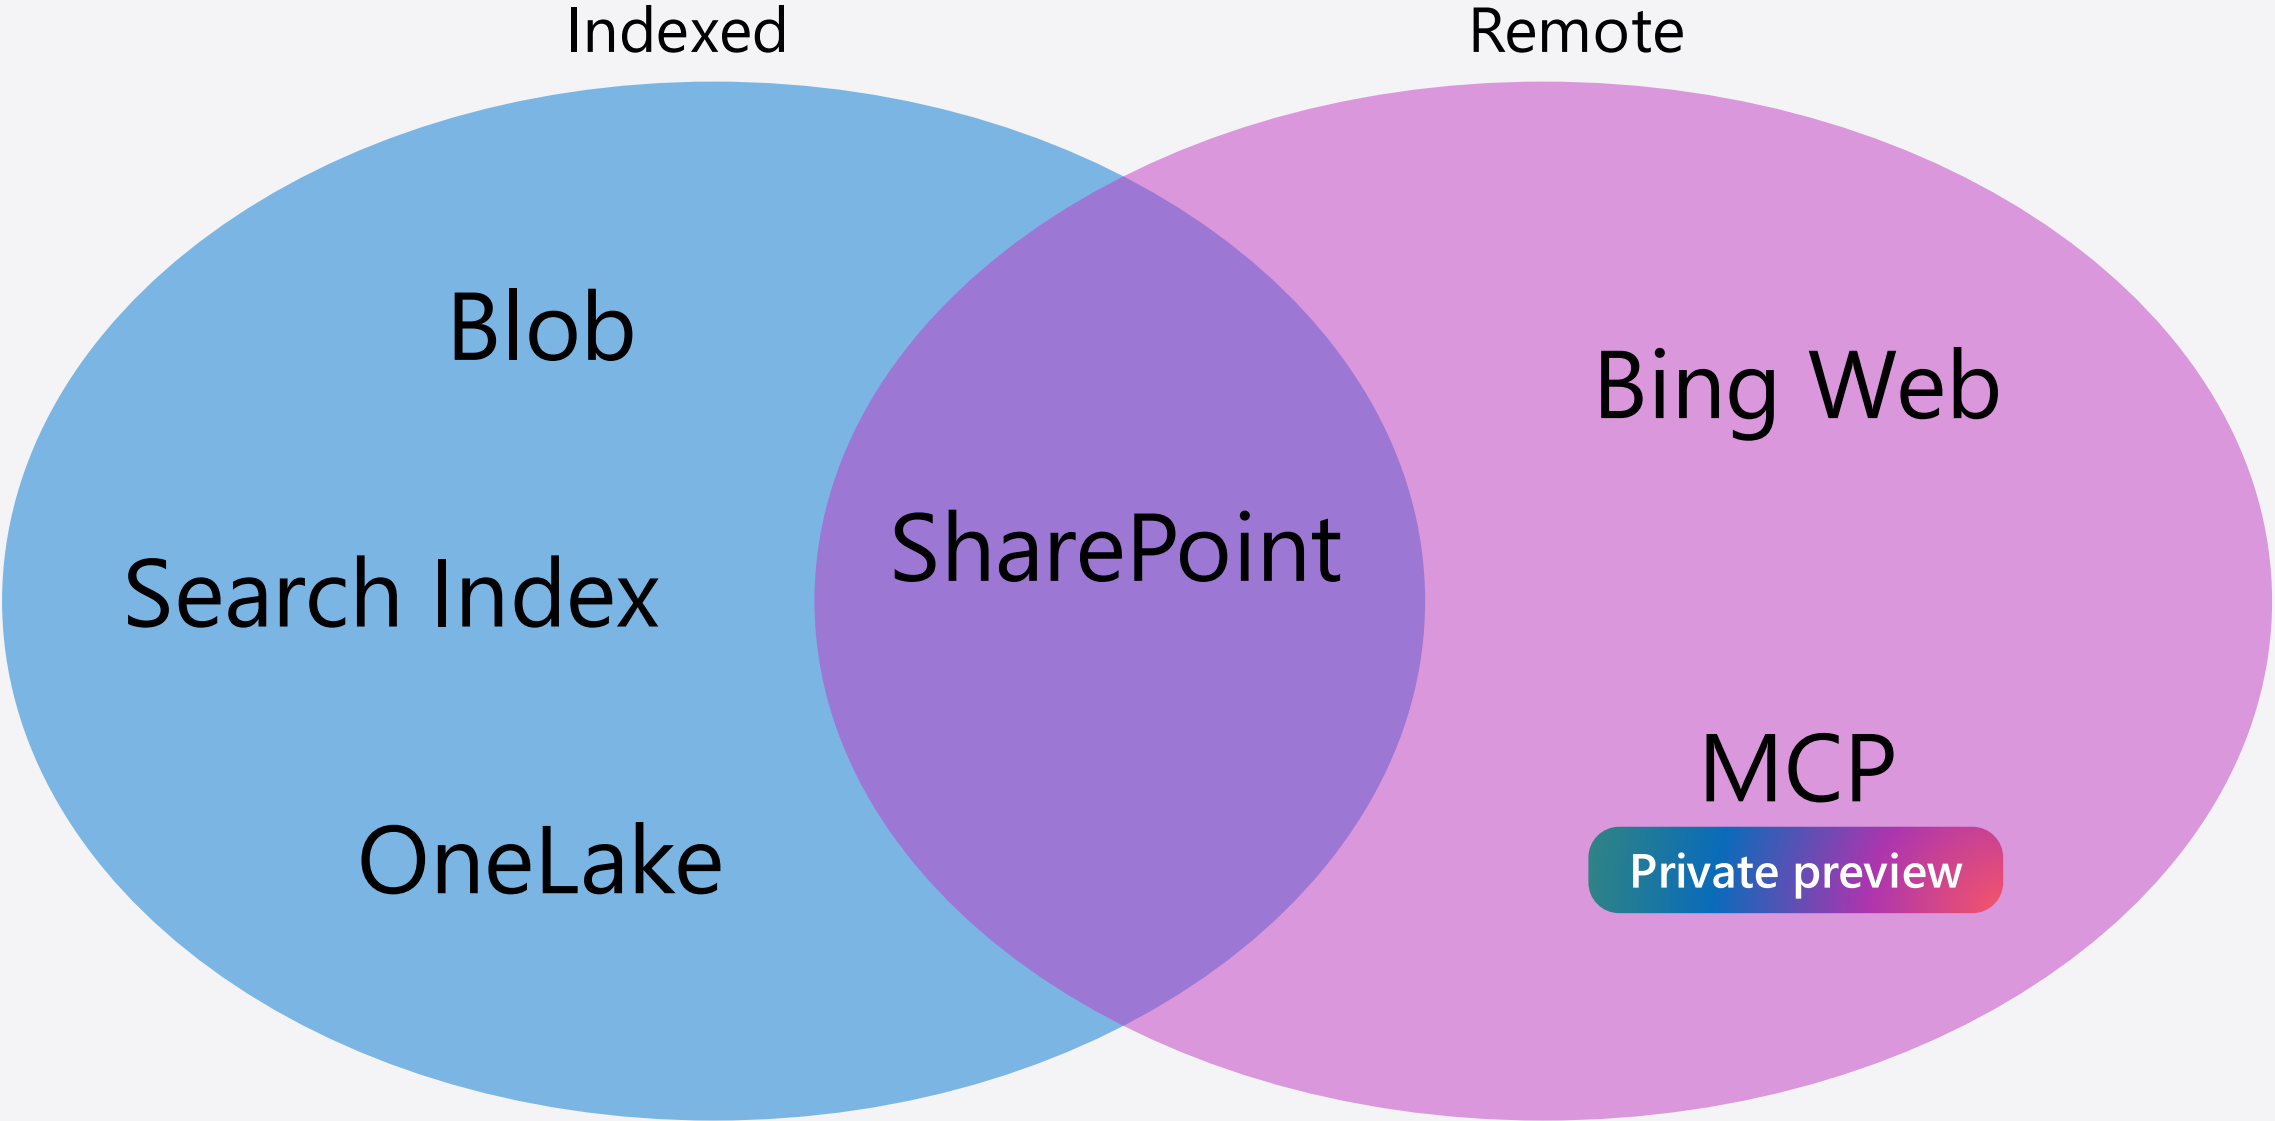 Indexed
Remote
Blob
Search Index
OneLake
SharePoint
Bing Web
MCP
Private preview